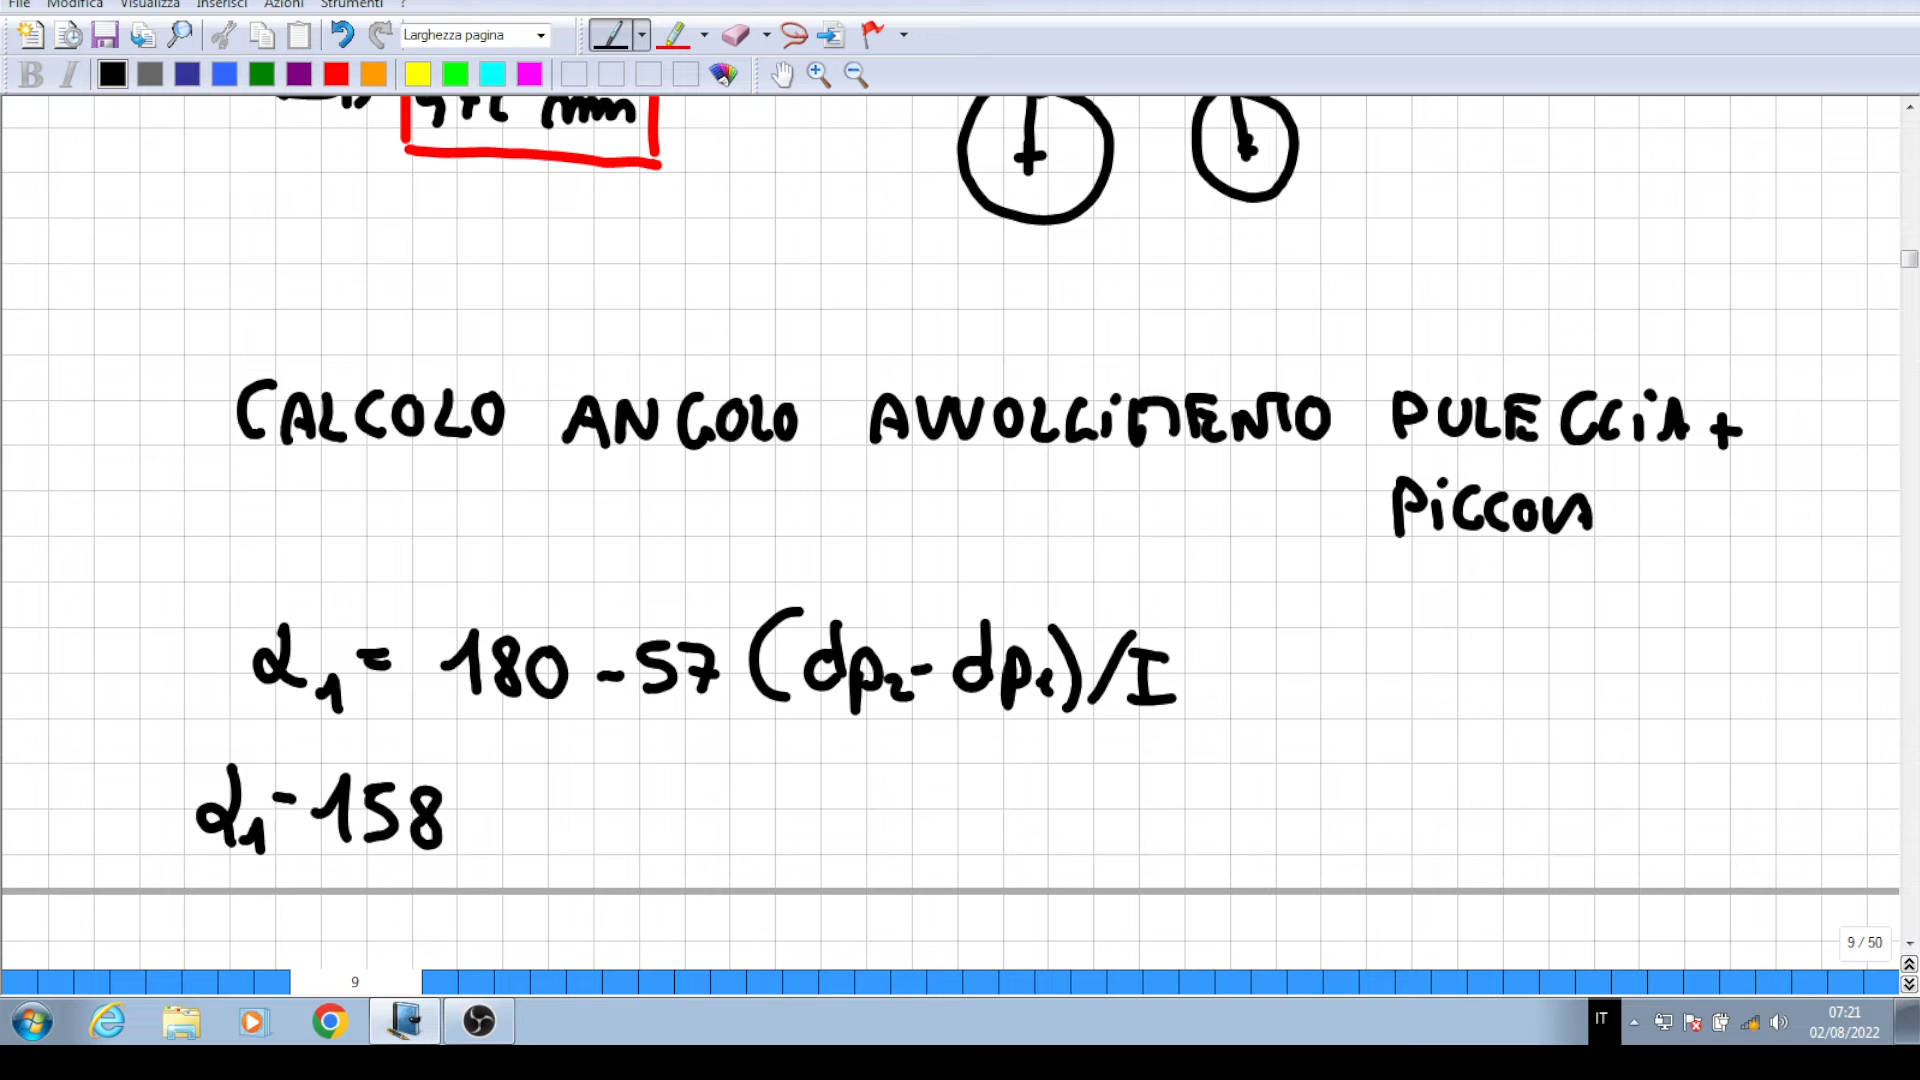 File Modifica Visualizza Inserisci Azioni Strumenti ?
Larghezza pagina
B I
mm
CALCOLO ANGOLO AVVOLGIMENTO PULEGGIA +
PICCOLA
α1 = 180 - 57 (dp2 - dp1) / I
α1 - 158
9 / 50
9
IT
07:21
02/08/2022